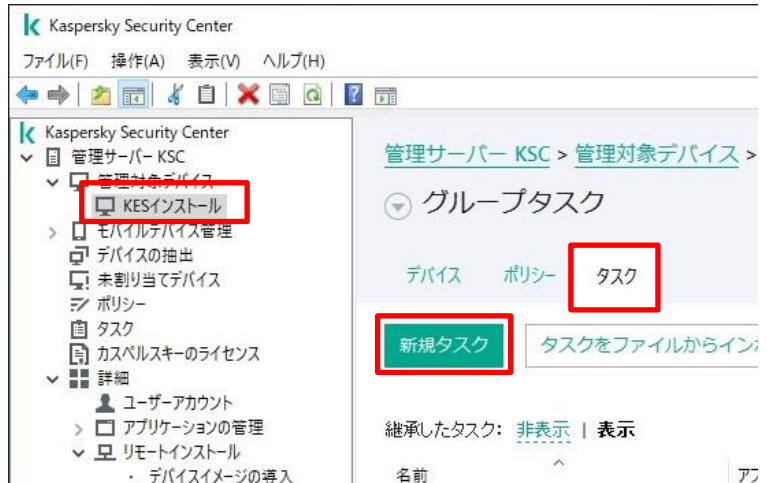 Kaspersky Security Center
ファイル(F) 操作(A) 表示(V) ヘルプ(H)
Kaspersky Security Center
管理サーバー KSC
管理対象デバイス
KESインストール
モバイルデバイス管理
デバイスの抽出
未割り当てデバイス
ポリシー
タスク
カスペルスキーのライセンス
詳細
ユーザーアカウント
アプリケーションの管理
リモートインストール
・ デバイスイメージの導入
管理サーバー KSC > 管理対象デバイス >
グループタスク
デバイス ポリシー タスク
新規タスク タスクをファイルからイン
継承したタスク: 非表示 | 表示
名前 アプ